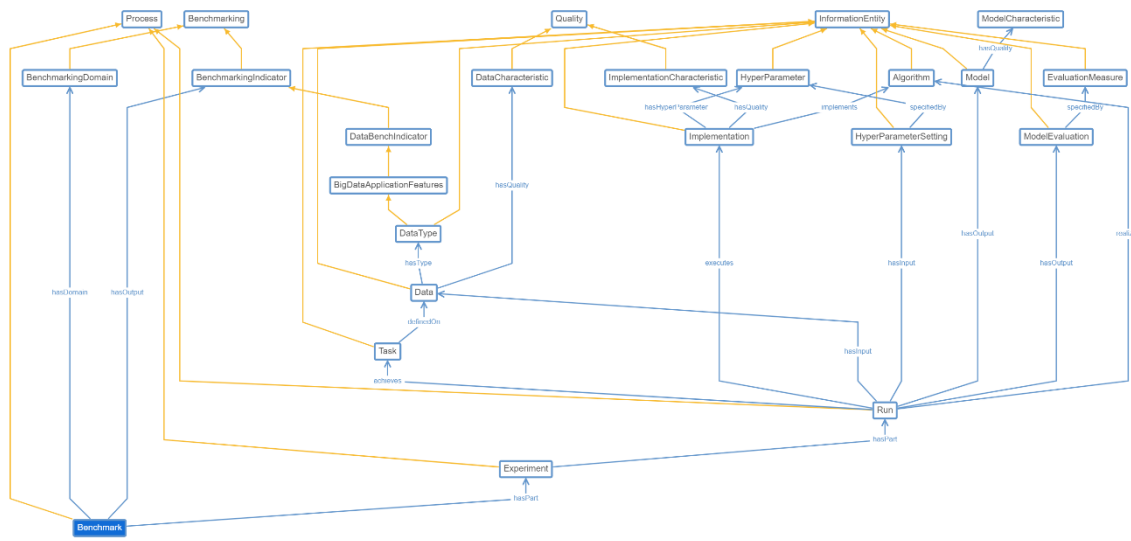 Process
Benchmarking
Quality
InformationEntity
ModelCharacteristic
hasQuality
BenchmarkingDomain
BenchmarkingIndicator
DataCharacteristic
ImplementationCharacteristic
HyperParameter
Algorithm
Model
EvaluationMeasure
hasHyperParameter
hasQuality
implements
specifiedBy
specifiedBy
DataBenchIndicator
Implementation
HyperParameterSetting
ModelEvaluation
BigDataApplicationFeatures
hasQuality
DataType
hasOutput
hasType
executes
hasInput
hasOutput
Data
hasDomain
hasOutput
definedOn
Task
hasInput
achieves
Run
hasPart
Experiment
hasPart
Benchmark